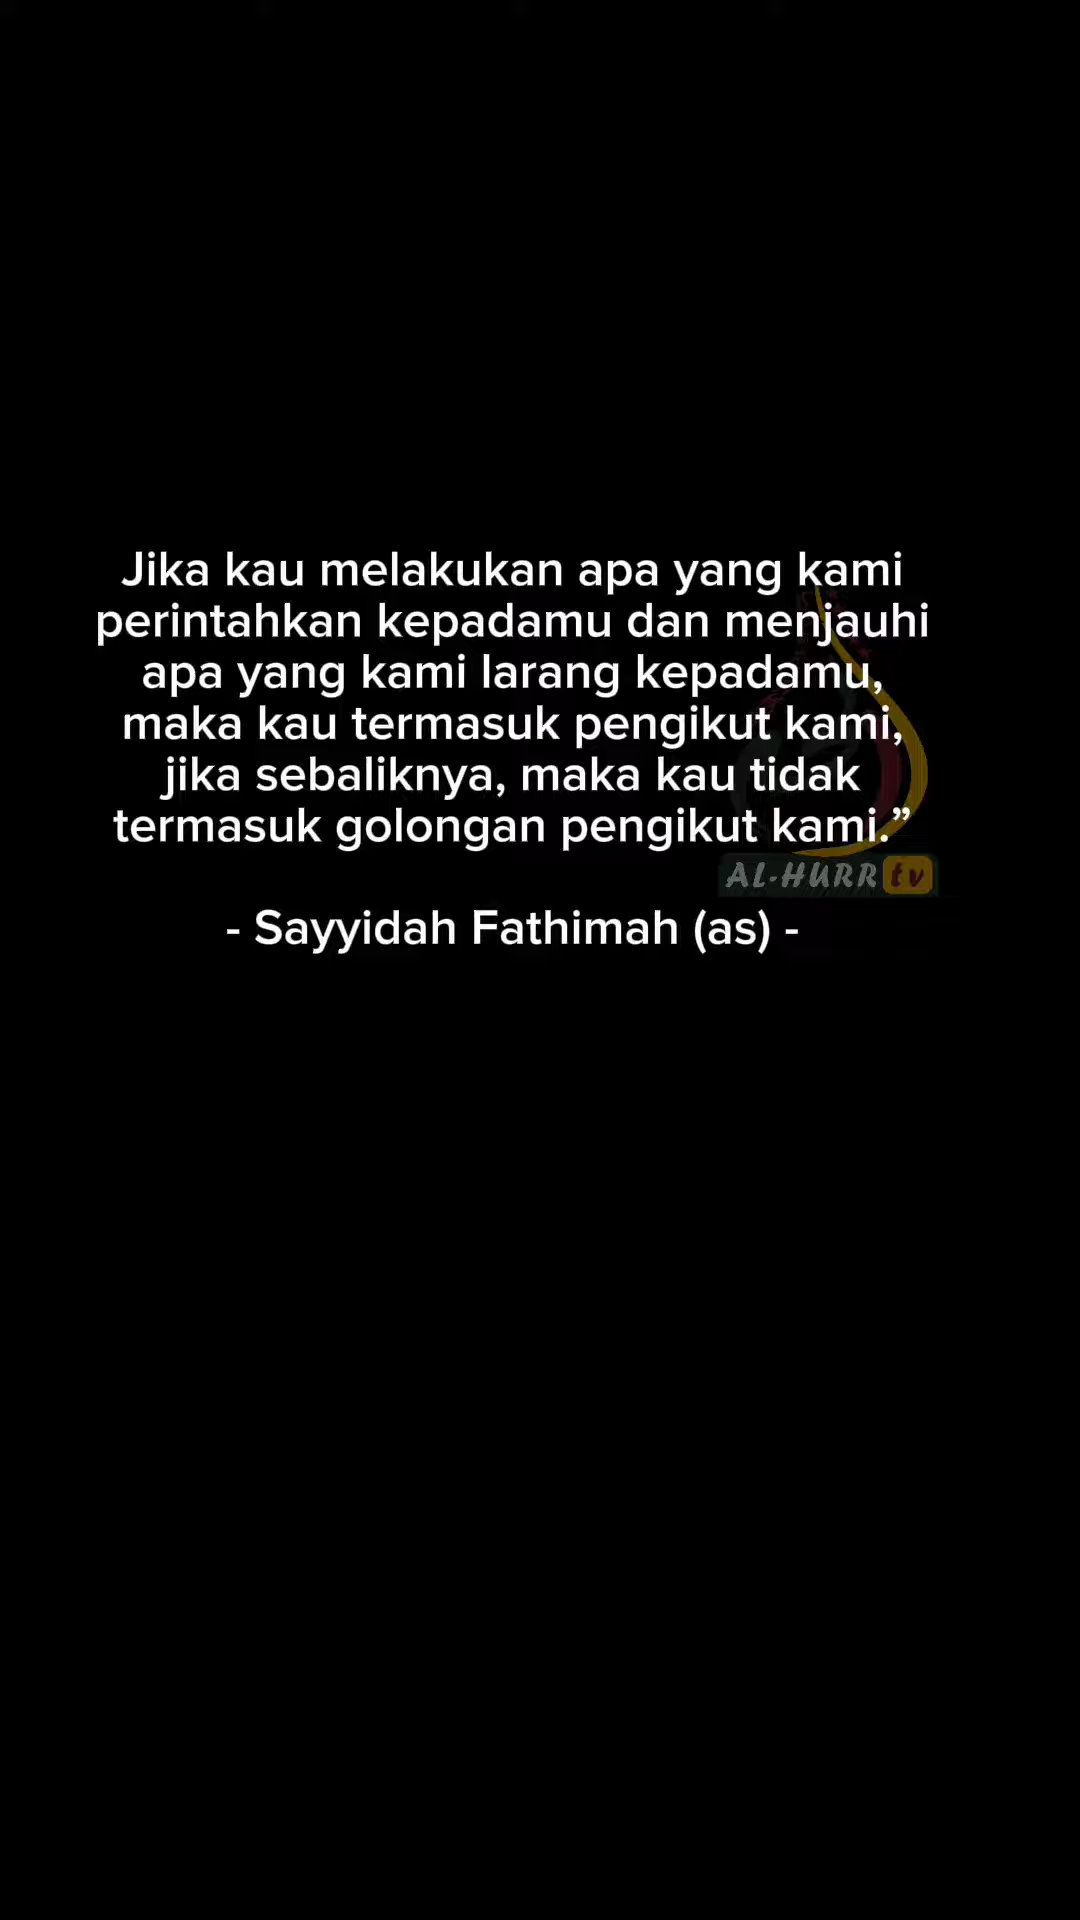 Jika kau melakukan apa yang kami
perintahkan kepadamu dan menjauhi
apa yang kami larang kepadamu,
maka kau termasuk pengikut kami,
jika sebaliknya, maka kau tidak
termasuk golongan pengikut kami.”
AL-HURR tv
- Sayyidah Fathimah (as) -